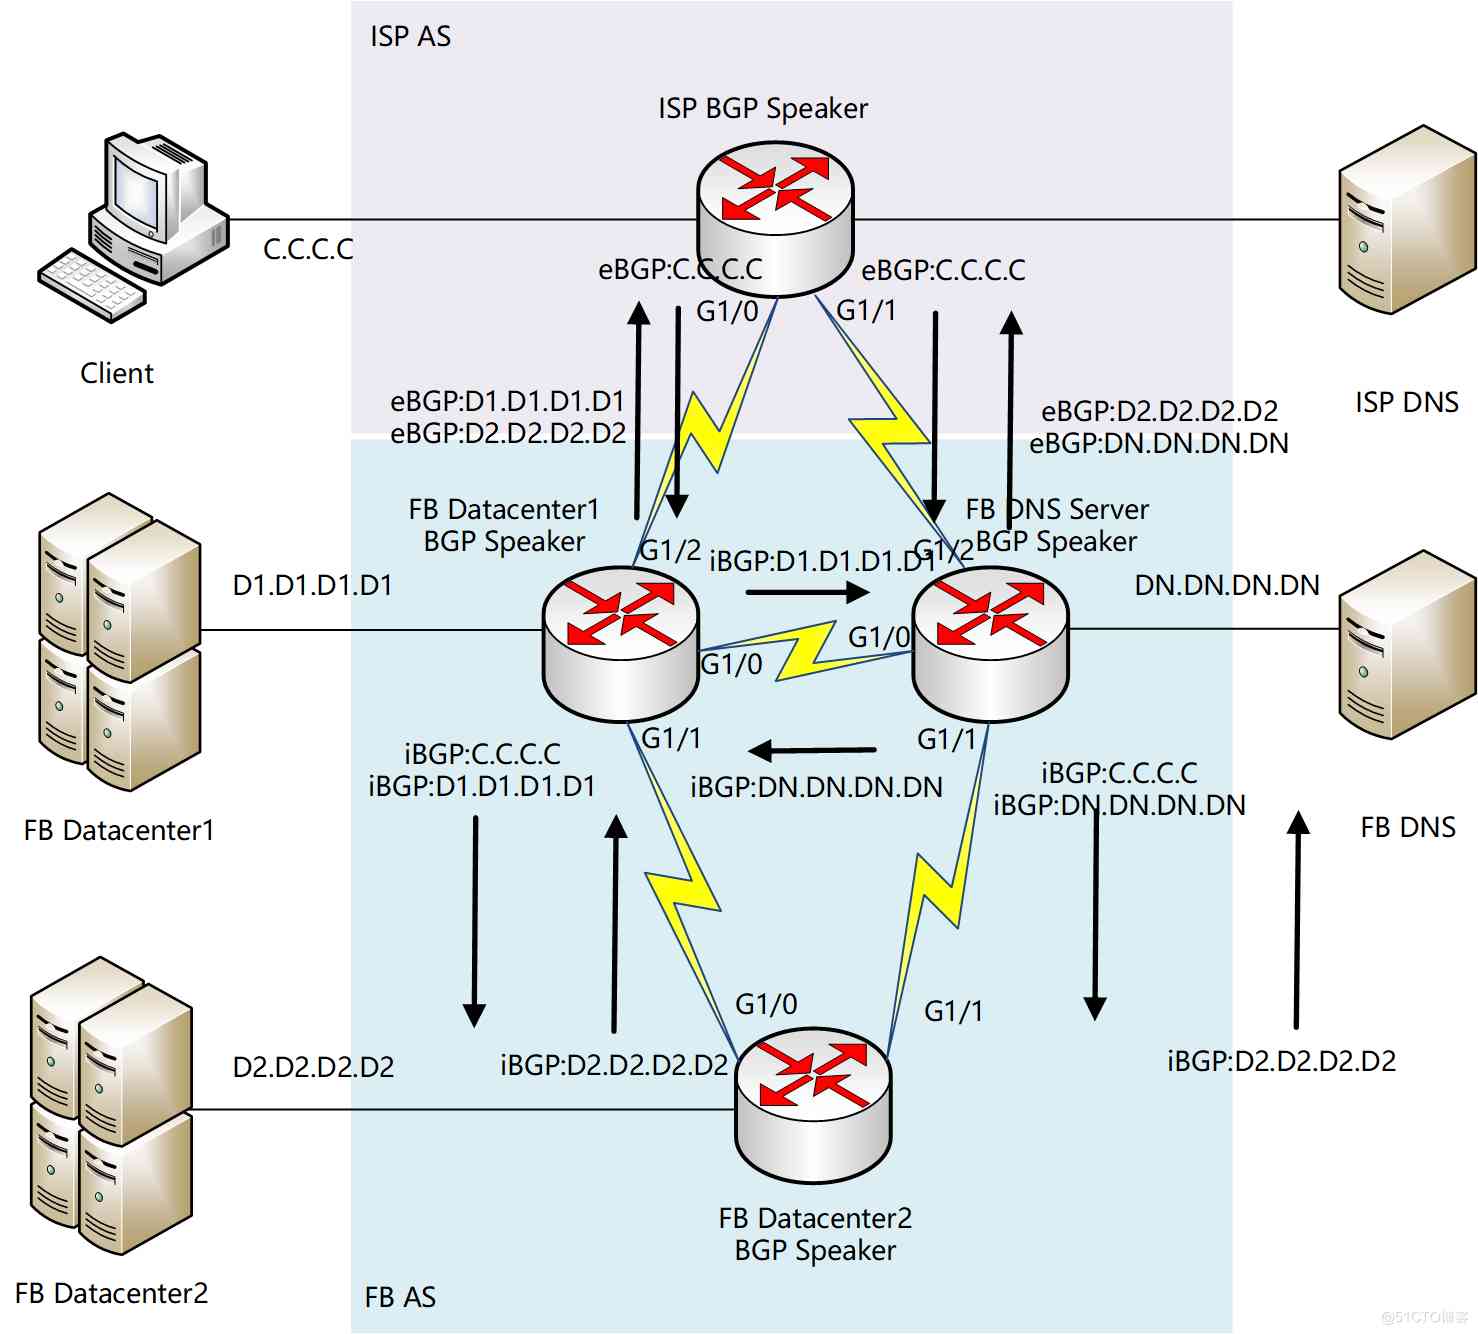 ISP AS
ISP BGP Speaker
C.C.C.C
eBGP:C.C.C.C
eBGP:C.C.C.C
G1/0
G1/1
Client
eBGP:D1.D1.D1.D1
eBGP:D2.D2.D2.D2
eBGP:D2.D2.D2.D2
eBGP:DN.DN.DN.DN
ISP DNS
FB Datacenter1
BGP Speaker
FB DNS Server
BGP Speaker
G1/2
iBGP:D1.D1.D1.D1
G1/2
D1.D1.D1.D1
DN.DN.DN.DN
G1/0
G1/0
G1/1
G1/1
iBGP:C.C.C.C
iBGP:D1.D1.D1.D1
iBGP:DN.DN.DN.DN
iBGP:C.C.C.C
iBGP:DN.DN.DN.DN
FB Datacenter1
FB DNS
G1/0
G1/1
D2.D2.D2.D2
iBGP:D2.D2.D2.D2
iBGP:D2.D2.D2.D2
FB Datacenter2
BGP Speaker
FB Datacenter2
FB AS
@51CTO博客